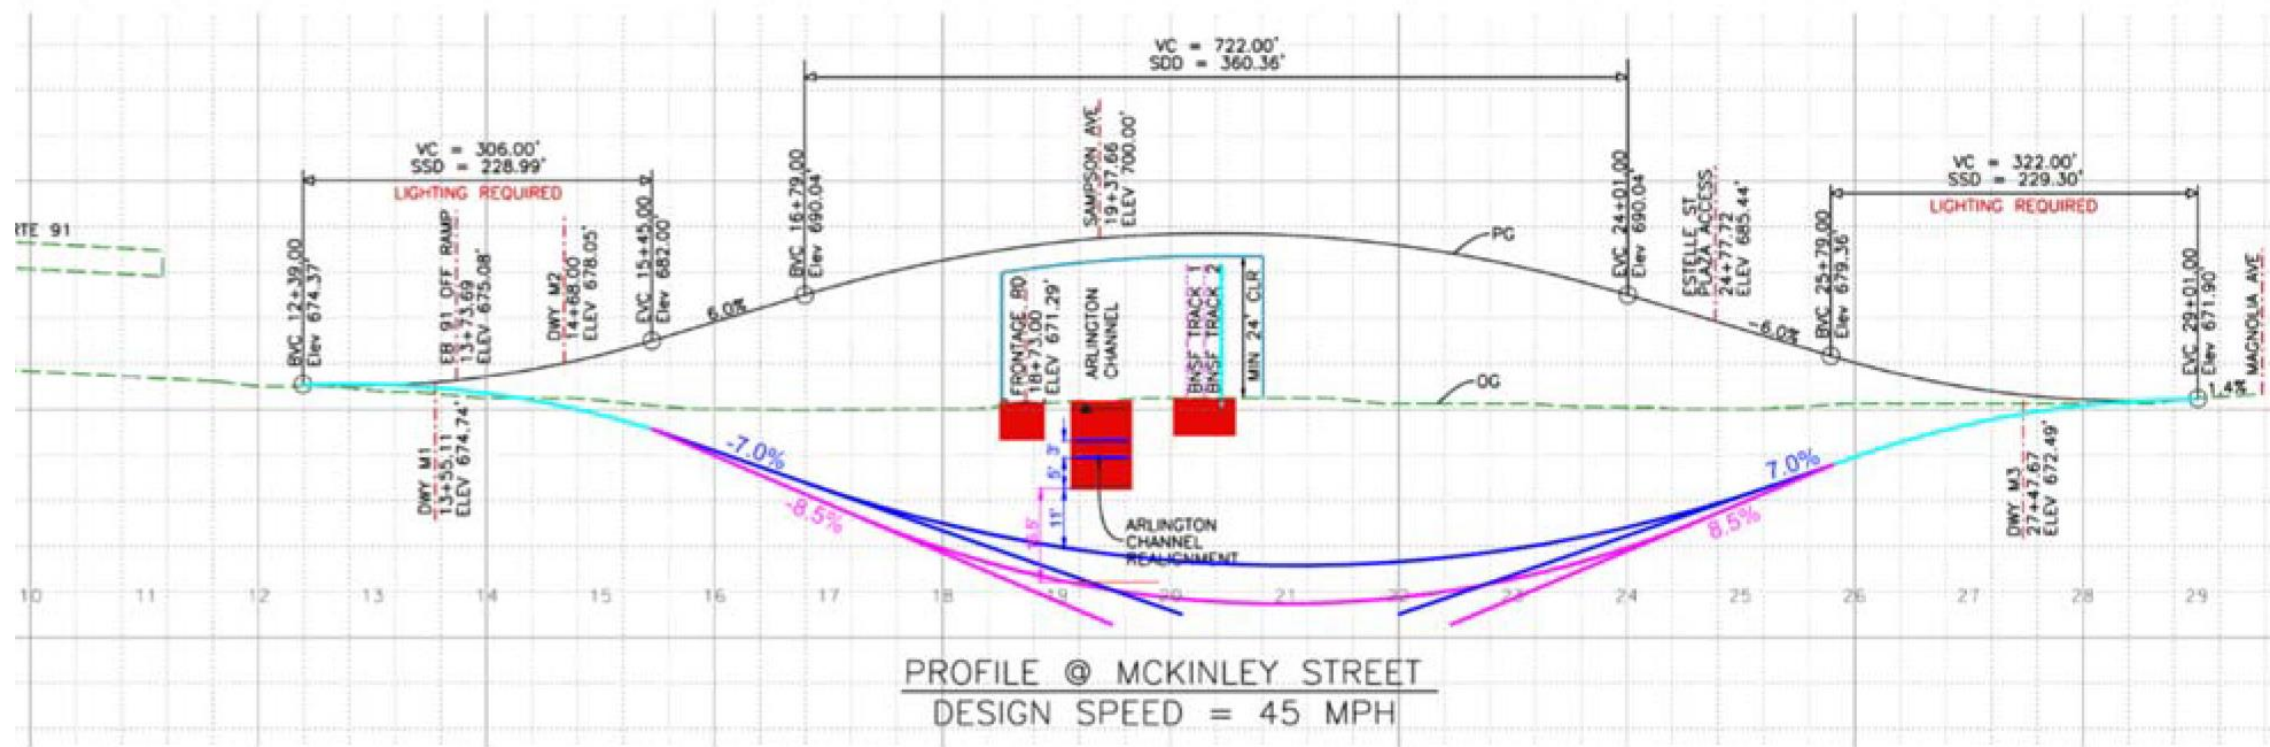 VC = 722.00'
SDD = 360.36'
VC = 306.00'
SSD = 228.99'
LIGHTING REQUIRED
VC = 322.00'
SSD = 229.30'
LIGHTING REQUIRED
RTE 91
BVC 12+39.00
Elev 674.37'
EB 91 OFF RAMP
13+73.69
ELEV 675.08'
DWY M2
14+68.00
ELEV 678.05'
EVC 15+45.00
Elev 682.00'
6.0%
BVC 16+79.00
Elev 690.04'
SAMPSON AVE
19+37.66
ELEV 700.00'
PG
EVC 24+01.00
Elev 690.04'
ESTELLE ST
PLAZA ACCESS
24+77.72
ELEV 685.44'
-6.0%
BVC 25+79.00
Elev 679.36'
EVC 29+01.00
Elev 671.90'
1.4%
MAGNOLIA AVE
FRONTAGE RD
18+73.00
ELEV 671.29'
ARLINGTON
CHANNEL
BNSF TRACK 1
BNSF TRACK 2
MIN 24' CLR
OG
DWY M1
13+55.11
ELEV 674.74'
-7.0%
-8.5%
3'
5'
11'
ARLINGTON
CHANNEL
REALIGNMENT
7.0%
8.5%
DWY M3
27+47.67
ELEV 672.49'
10 11 12 13 14 15 16 17 18 19 20 21 22 23 24 25 26 27 28 29
PROFILE @ MCKINLEY STREET
DESIGN SPEED = 45 MPH